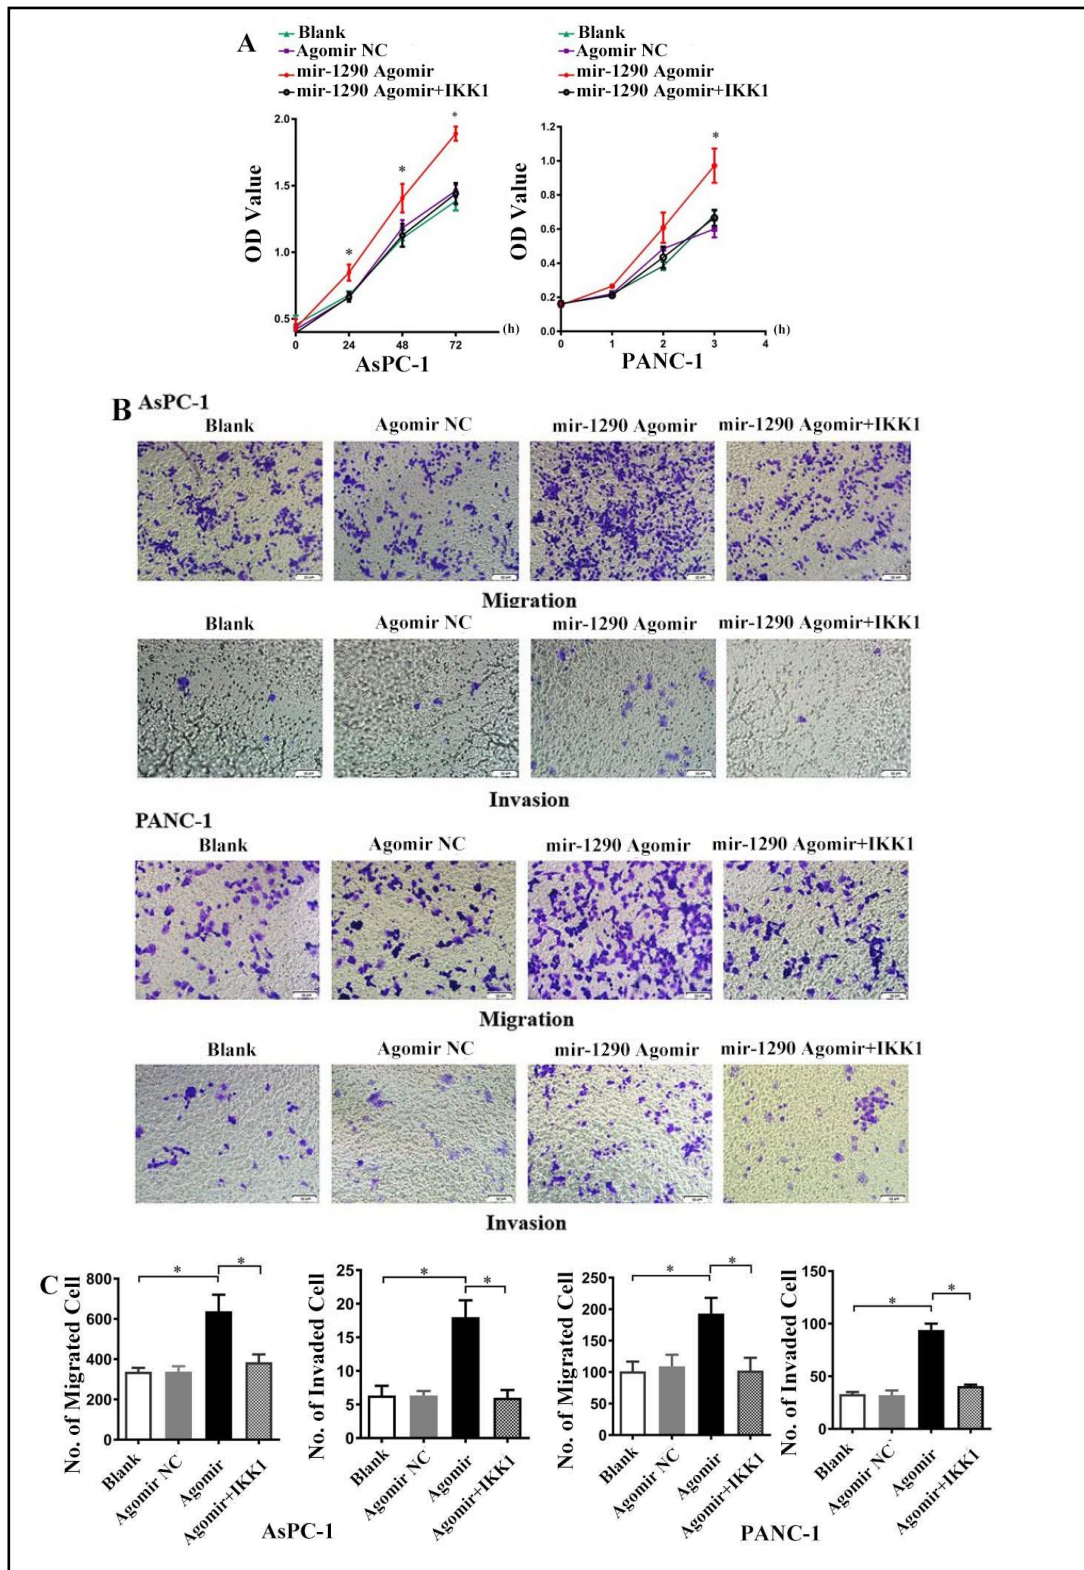 A
Blank
Agomir NC
mir-1290 Agomir
mir-1290 Agomir+IKK1
OD Value
2.0
1.5
1.0
0.5
0 24 48 72 (h)
* * *
AsPC-1
Blank
Agomir NC
mir-1290 Agomir
mir-1290 Agomir+IKK1
OD Value
1.2
1.0
0.8
0.6
0.4
0.2
0.0
0 1 2 3 4 (h)
*
PANC-1
B AsPC-1
Blank Agomir NC mir-1290 Agomir mir-1290 Agomir+IKK1
Migration
Blank Agomir NC mir-1290 Agomir mir-1290 Agomir+IKK1
Invasion
PANC-1
Blank Agomir NC mir-1290 Agomir mir-1290 Agomir+IKK1
Migration
Blank Agomir NC mir-1290 Agomir mir-1290 Agomir+IKK1
Invasion
C
No. of Migrated Cell
800
600
400
200
0
* *
Blank Agomir NC Agomir Agomir+IKK1
No. of Invaded Cell
25
20
15
10
5
0
* *
Blank Agomir NC Agomir Agomir+IKK1
AsPC-1
No. of Migrated Cell
250
200
150
100
50
0
* *
Blank Agomir NC Agomir Agomir+IKK1
No. of Invaded Cell
150
100
50
0
* *
Blank Agomir NC Agomir Agomir+IKK1
PANC-1